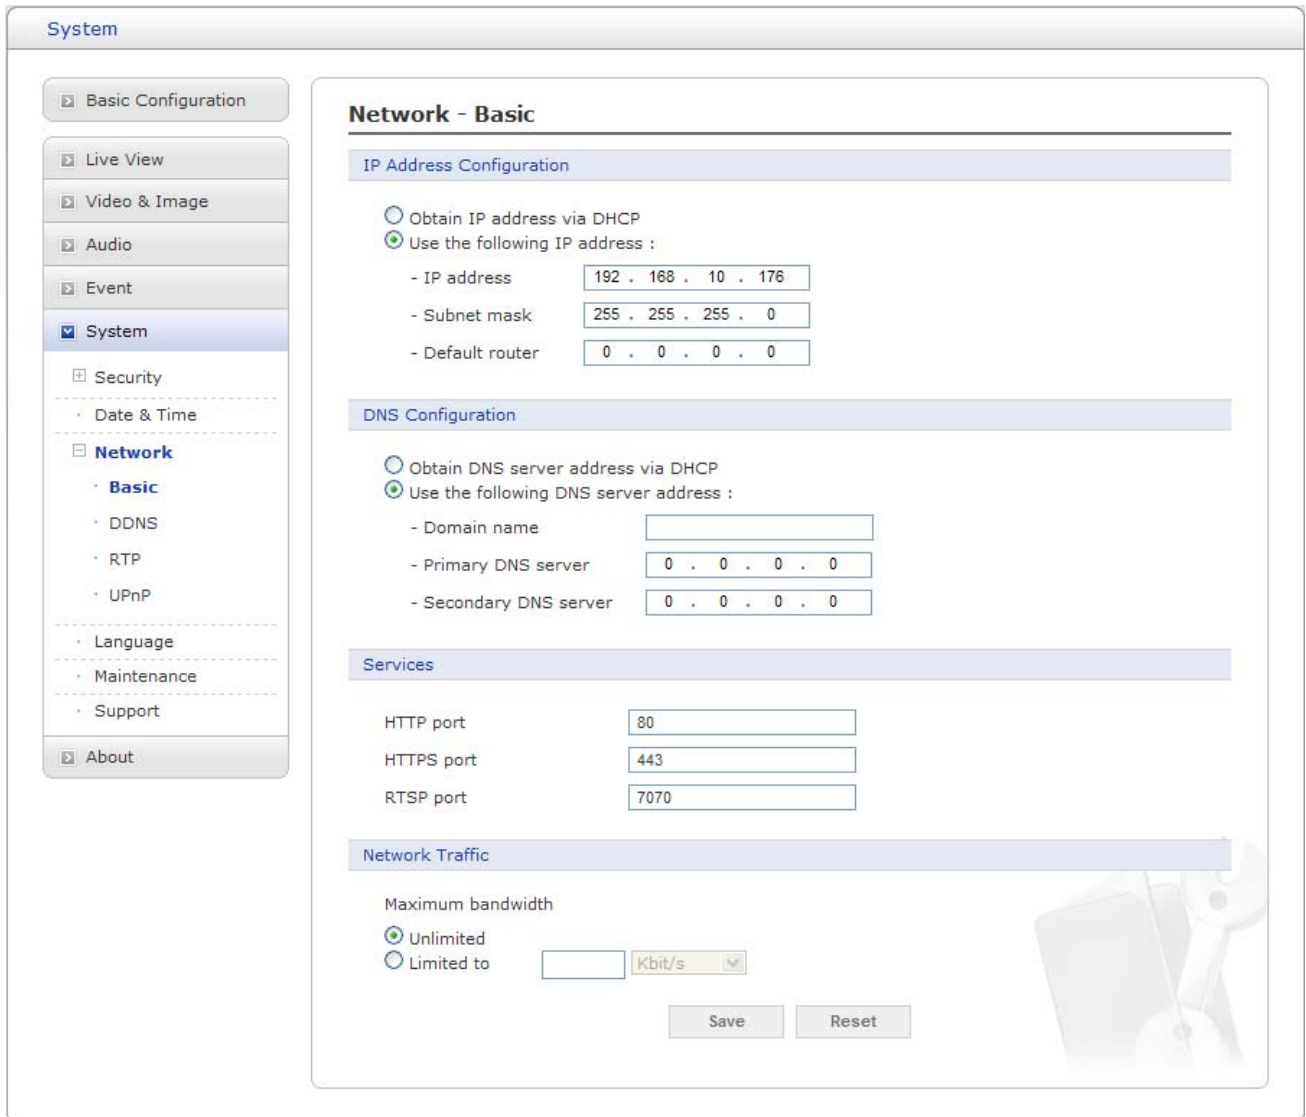 System
Basic Configuration
Live View
Video & Image
Audio
Event
System
Security
Date & Time
Network
Basic
DDNS
RTP
UPnP
Language
Maintenance
Support
About
Network - Basic
IP Address Configuration
Obtain IP address via DHCP
Use the following IP address :
- IP address 192 . 168 . 10 . 176
- Subnet mask 255 . 255 . 255 . 0
- Default router 0 . 0 . 0 . 0
DNS Configuration
Obtain DNS server address via DHCP
Use the following DNS server address :
- Domain name
- Primary DNS server 0 . 0 . 0 . 0
- Secondary DNS server 0 . 0 . 0 . 0
Services
HTTP port 80
HTTPS port 443
RTSP port 7070
Network Traffic
Maximum bandwidth
Unlimited
Limited to Kbit/s
Save Reset